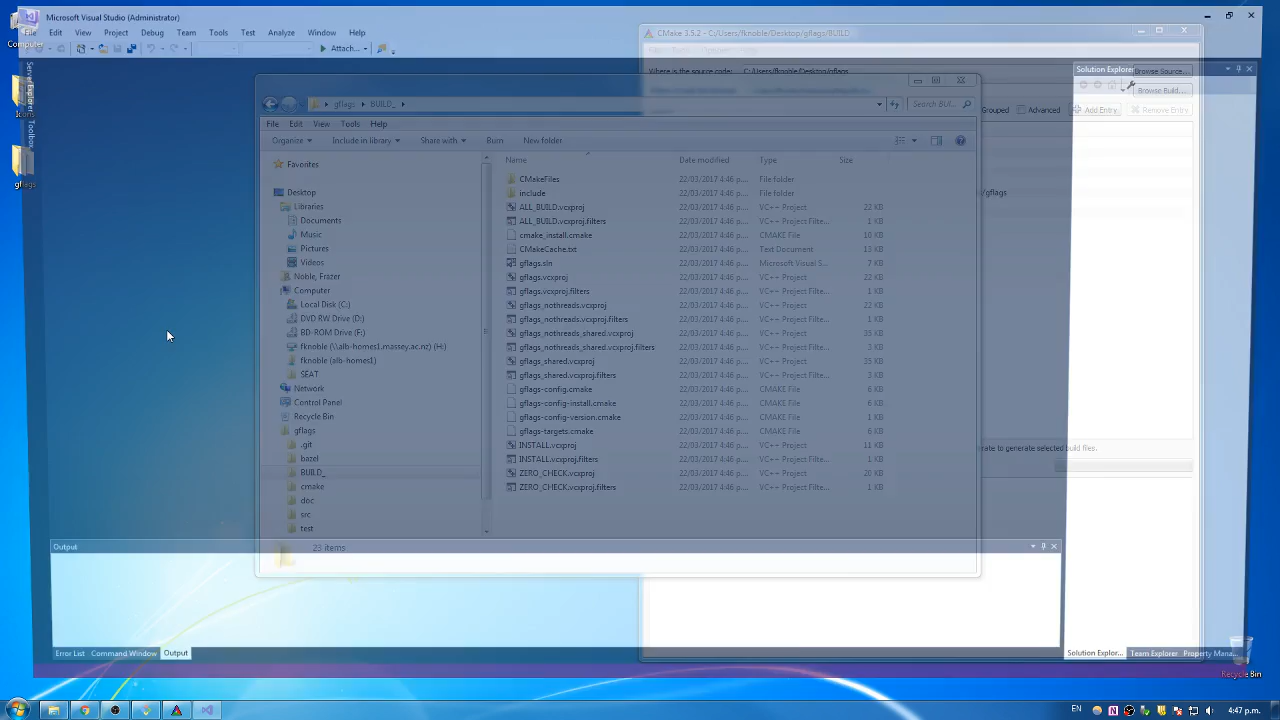 Microsoft Visual Studio (Administrator)
File Edit View Project Debug Team Tools Test Analyze Window Help
Attach...
Computer
Icons
gflags
Server Explorer
Toolbox
CMake 3.5.2 - C:/Users/fknoble/Desktop/gflags/BUILD_
Where is the source code: C:/Users/fknoble/Desktop/gflags
Browse Source...
Browse Build...
Solution Explorer
Grouped Advanced Add Entry Remove Entry
/gflags
rate to generate selected build files.
gflags BUILD_
Search BUI...
File Edit View Tools Help
Organize Include in library Share with Burn New folder
Favorites
Desktop
Libraries
Documents
Music
Pictures
Videos
Noble, Frazer
Computer
Local Disk (C:)
DVD RW Drive (D:)
BD-ROM Drive (F:)
fknoble (\\alb-homes1.massey.ac.nz) (H:)
fknoble (alb-homes1)
SEAT
Network
Control Panel
Recycle Bin
gflags
.git
bazel
BUILD_
cmake
doc
src
test
Name Date modified Type Size
CMakeFiles 22/03/2017 4:46 p.... File folder
include 22/03/2017 4:46 p.... File folder
ALL_BUILD.vcxproj 22/03/2017 4:46 p.... VC++ Project 22 KB
ALL_BUILD.vcxproj.filters 22/03/2017 4:46 p.... VC++ Project Filte... 1 KB
cmake_install.cmake 22/03/2017 4:46 p.... CMAKE File 10 KB
CMakeCache.txt 22/03/2017 4:46 p.... Text Document 13 KB
gflags.sln 22/03/2017 4:46 p.... Microsoft Visual S... 7 KB
gflags.vcxproj 22/03/2017 4:46 p.... VC++ Project 22 KB
gflags.vcxproj.filters 22/03/2017 4:46 p.... VC++ Project Filte... 1 KB
gflags_nothreads.vcxproj 22/03/2017 4:46 p.... VC++ Project 22 KB
gflags_nothreads.vcxproj.filters 22/03/2017 4:46 p.... VC++ Project Filte... 1 KB
gflags_nothreads_shared.vcxproj 22/03/2017 4:46 p.... VC++ Project 35 KB
gflags_nothreads_shared.vcxproj.filters 22/03/2017 4:46 p.... VC++ Project Filte... 3 KB
gflags_shared.vcxproj 22/03/2017 4:46 p.... VC++ Project 35 KB
gflags_shared.vcxproj.filters 22/03/2017 4:46 p.... VC++ Project Filte... 3 KB
gflags-config.cmake 22/03/2017 4:46 p.... CMAKE File 6 KB
gflags-config-install.cmake 22/03/2017 4:46 p.... CMAKE File 6 KB
gflags-config-version.cmake 22/03/2017 4:46 p.... CMAKE File 1 KB
gflags-targets.cmake 22/03/2017 4:46 p.... CMAKE File 6 KB
INSTALL.vcxproj 22/03/2017 4:46 p.... VC++ Project 11 KB
INSTALL.vcxproj.filters 22/03/2017 4:46 p.... VC++ Project Filte... 1 KB
ZERO_CHECK.vcxproj 22/03/2017 4:46 p.... VC++ Project 20 KB
ZERO_CHECK.vcxproj.filters 22/03/2017 4:46 p.... VC++ Project Filte... 1 KB
23 items
Output
Error List Command Window Output
Solution Explor... Team Explorer Property Mana...
Recycle Bin
EN 4:47 p.m.